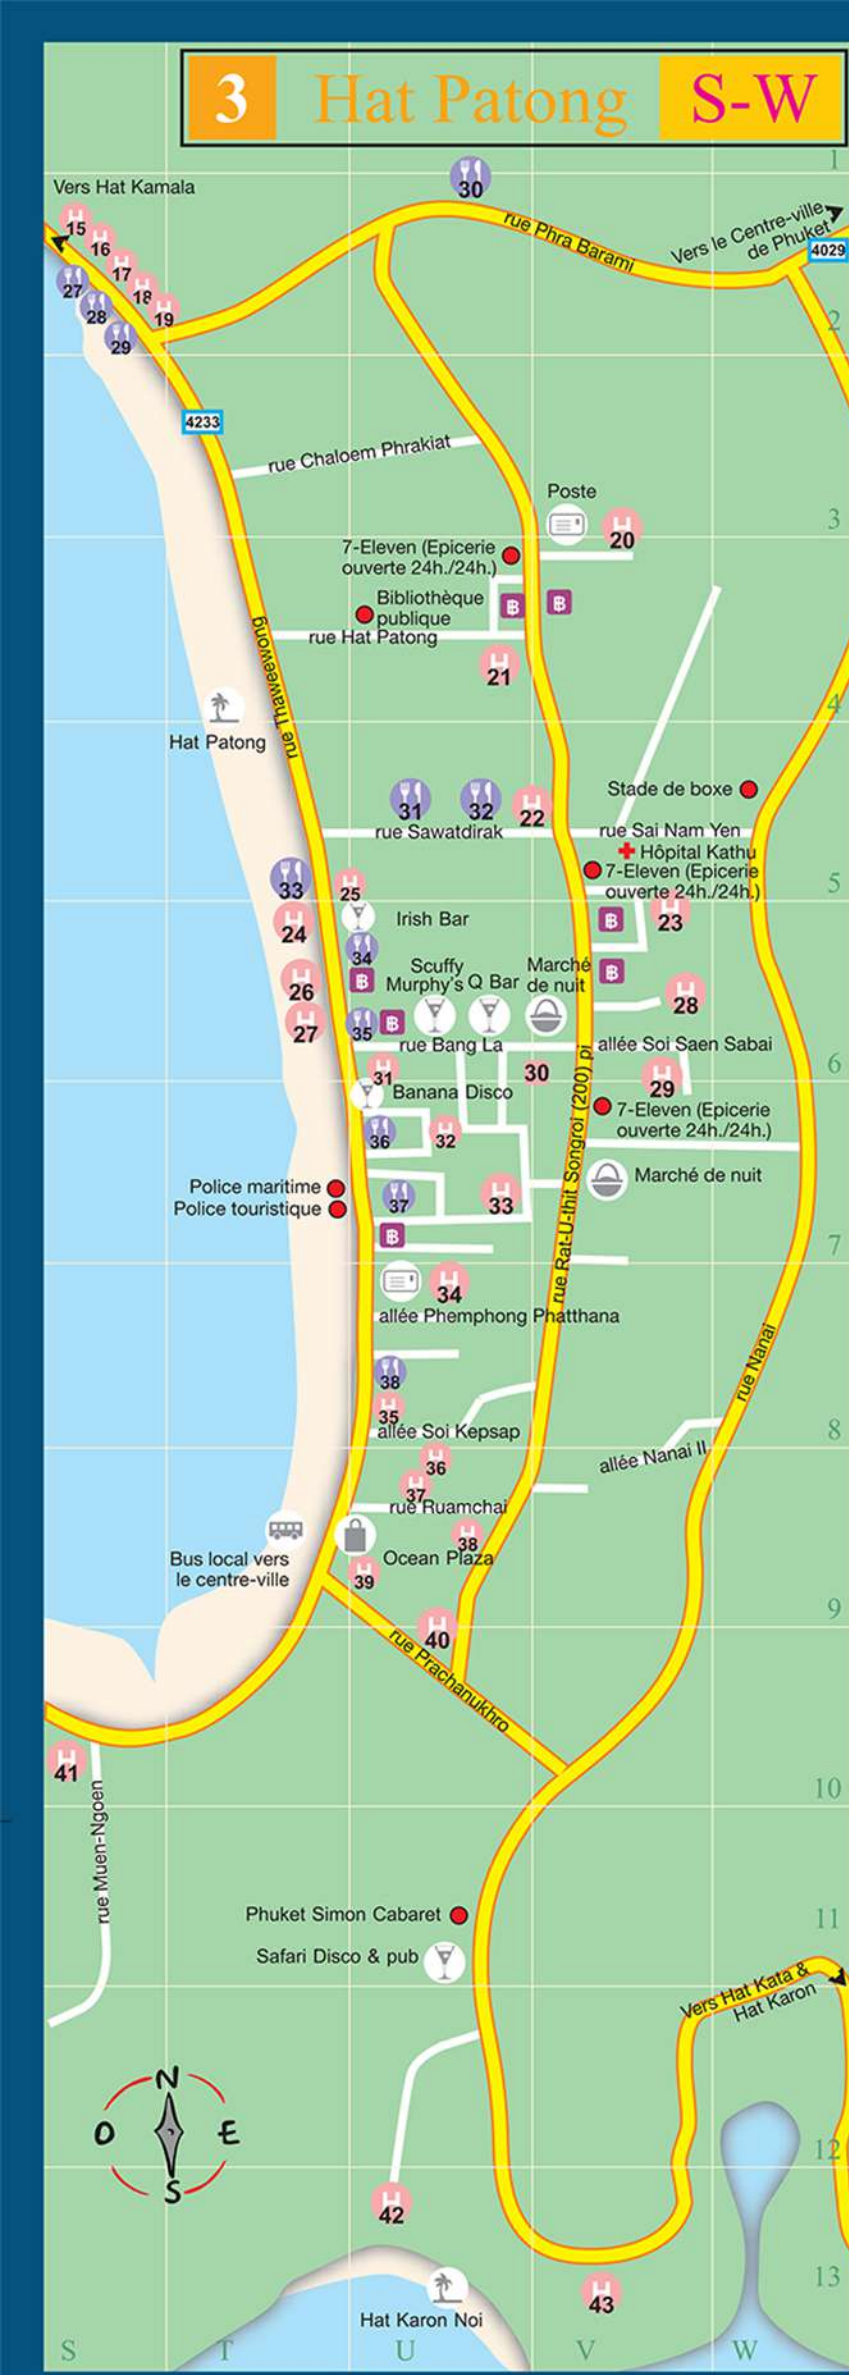 3 Hat Patong S-W
1
Vers Hat Kamala
30
15
16
17
18
19
27
28
29
rue Phra Barami
Vers le Centre-ville
de Phuket
4029
2
4233
rue Chaloem Phrakiat
Poste
20
3
7-Eleven (Epicerie
ouverte 24h./24h.)
Bibliothèque
publique
rue Hat Patong
21
rue Thaweewong
4
Hat Patong
Stade de boxe
31
32
22
rue Sawatdirak
rue Sai Nam Yen
Hôpital Kathu
7-Eleven (Epicerie
ouverte 24h./24h.)
5
33
25
24
Irish Bar
23
34
26
Scuffy
Murphy's
Q Bar
Marché
de nuit
28
27
35
rue Bang La
allée Soi Saen Sabai
6
31
30
29
Banana Disco
7-Eleven (Epicerie
ouverte 24h./24h.)
36
32
rue Rat-U-thit Songroi (200) pi
Police maritime
Police touristique
37
33
Marché de nuit
7
34
allée Phemphong Phatthana
38
35
rue Nanai
allée Soi Kepsap
8
36
37
allée Nanai II
rue Ruamchai
38
Bus local vers
le centre-ville
Ocean Plaza
39
9
40
rue Prachanukhro
41
10
rue Muen-Ngoen
11
Phuket Simon Cabaret
Safari Disco & pub
Vers Hat Kata &
Hat Karon
N
O
E
S
12
42
13
43
Hat Karon Noi
S
T
U
V
W